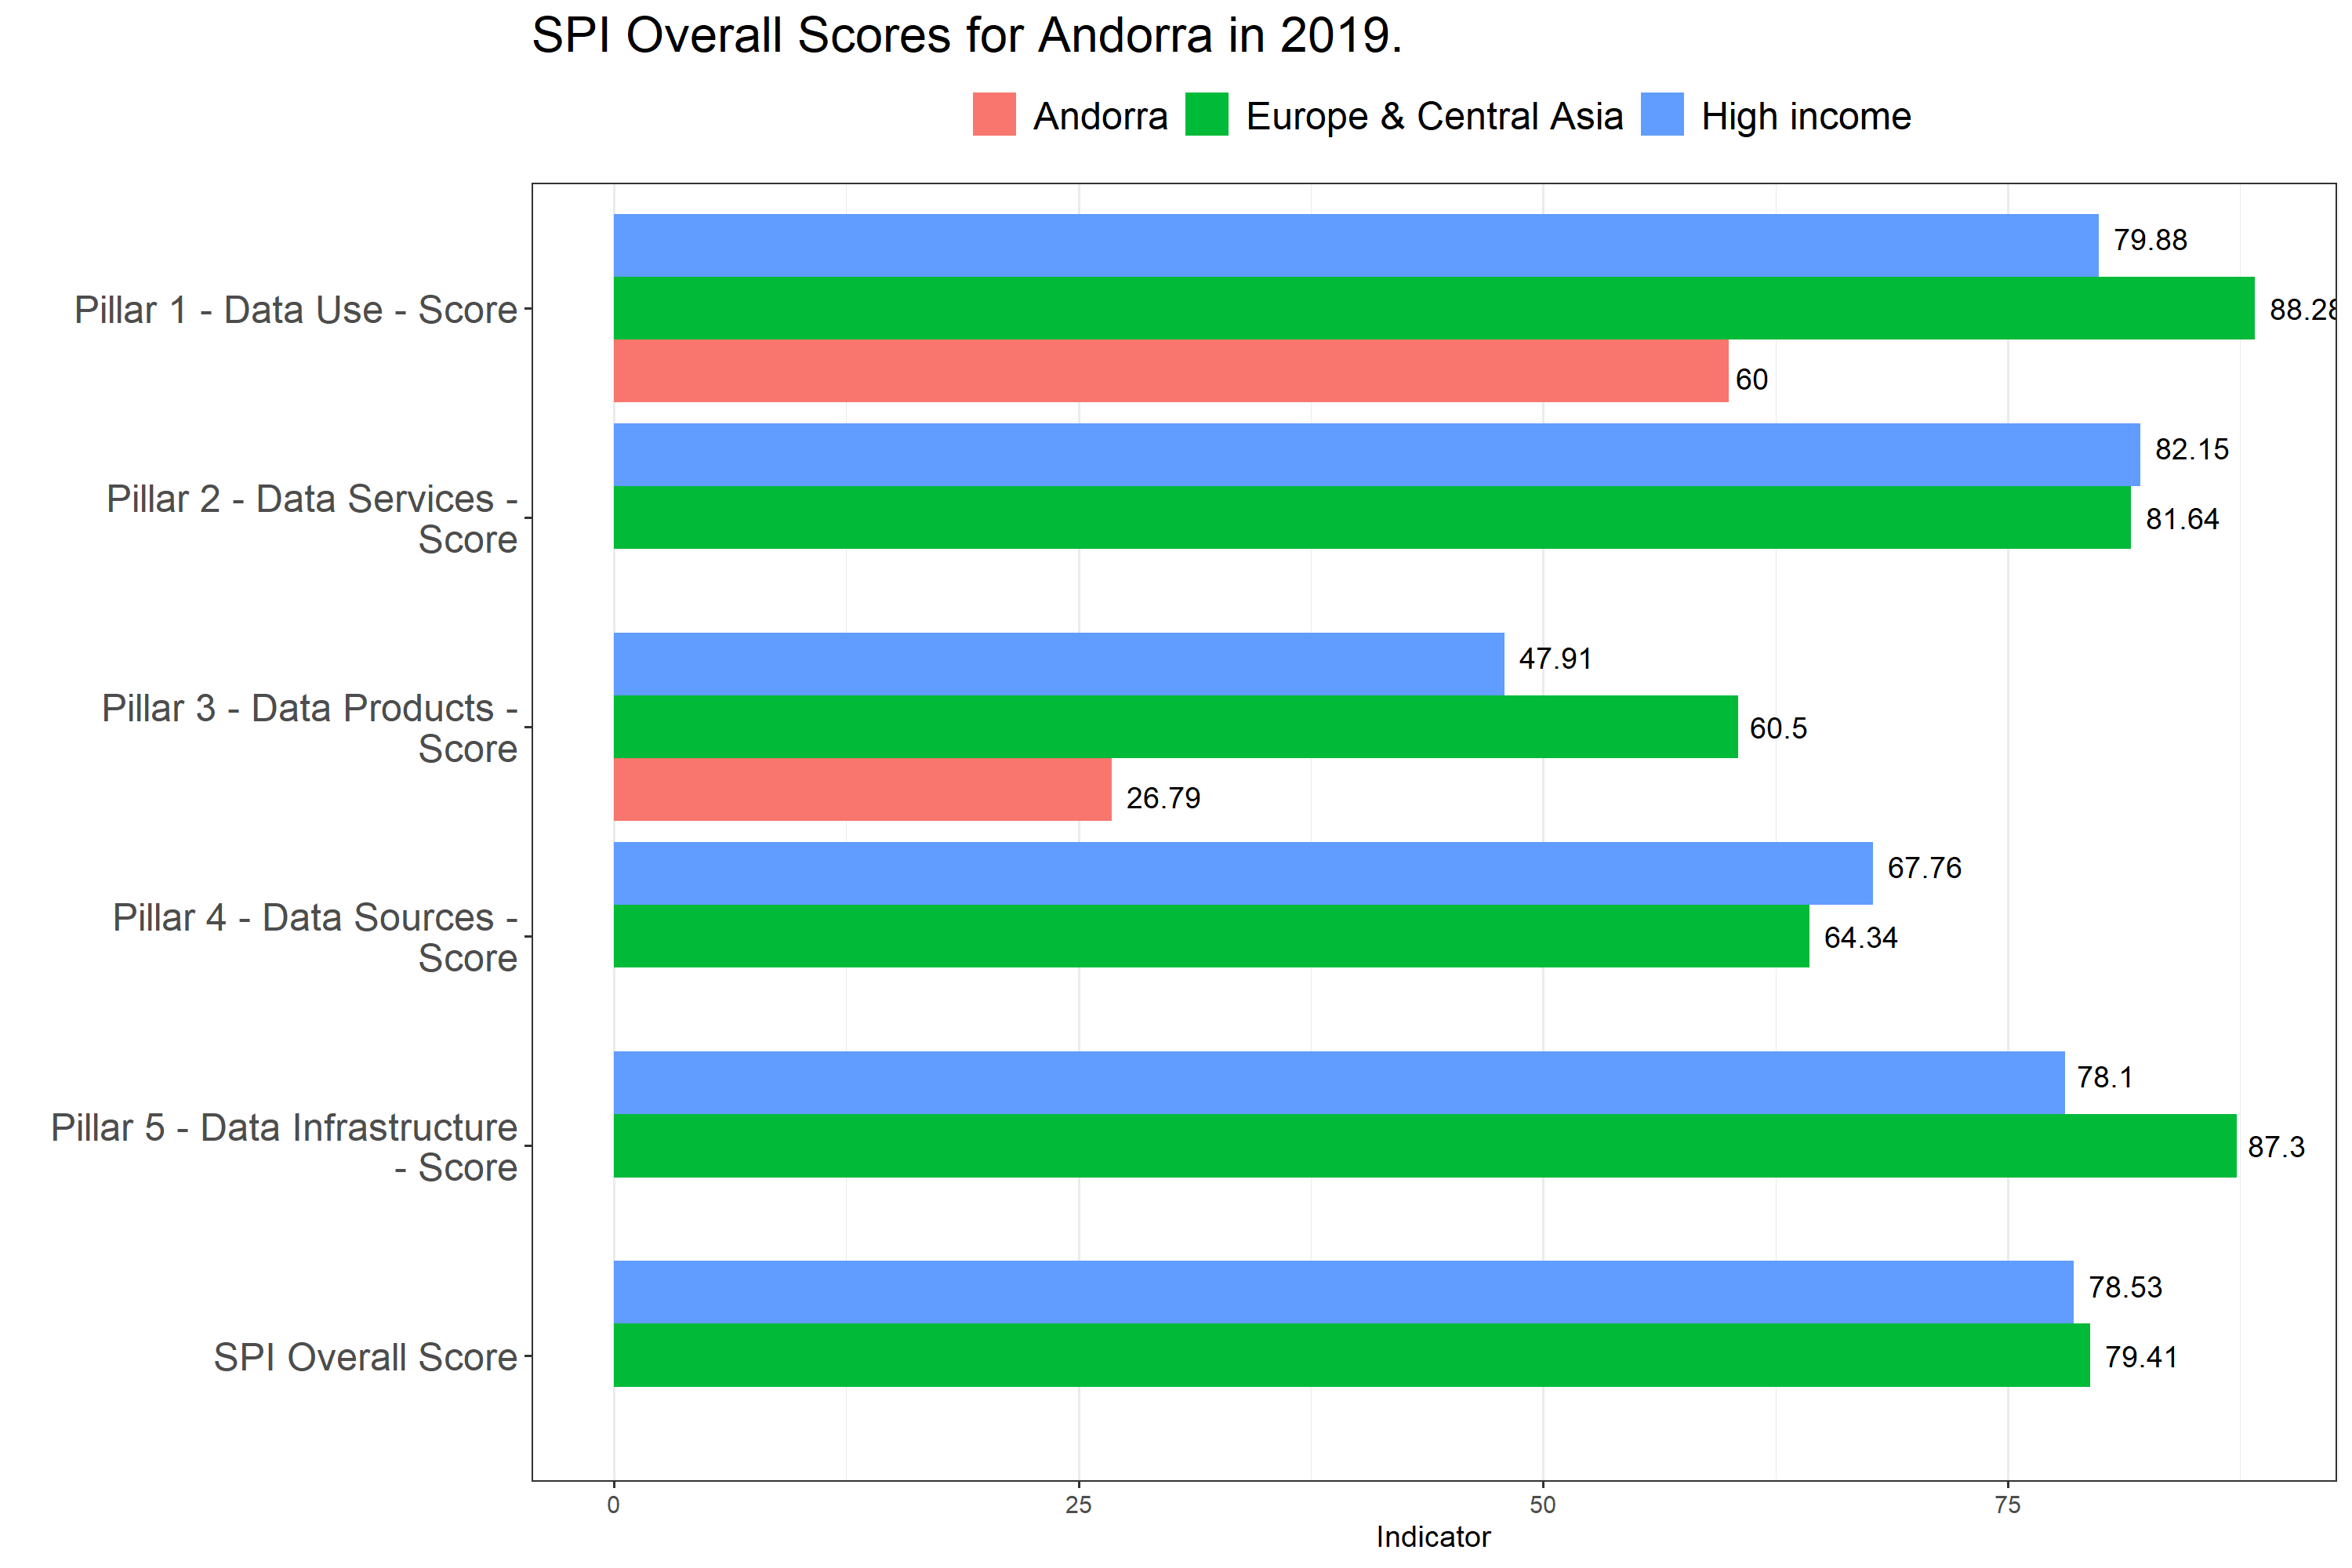 SPI Overall Scores for Andorra in 2019.
Andorra Europe & Central Asia High income
Pillar 1 - Data Use - Score
79.88
88.28
60
Pillar 2 - Data Services -
Score
82.15
81.64
Pillar 3 - Data Products -
Score
47.91
60.5
26.79
Pillar 4 - Data Sources -
Score
67.76
64.34
Pillar 5 - Data Infrastructure
- Score
78.1
87.3
SPI Overall Score
78.53
79.41
0 25 50 75
Indicator